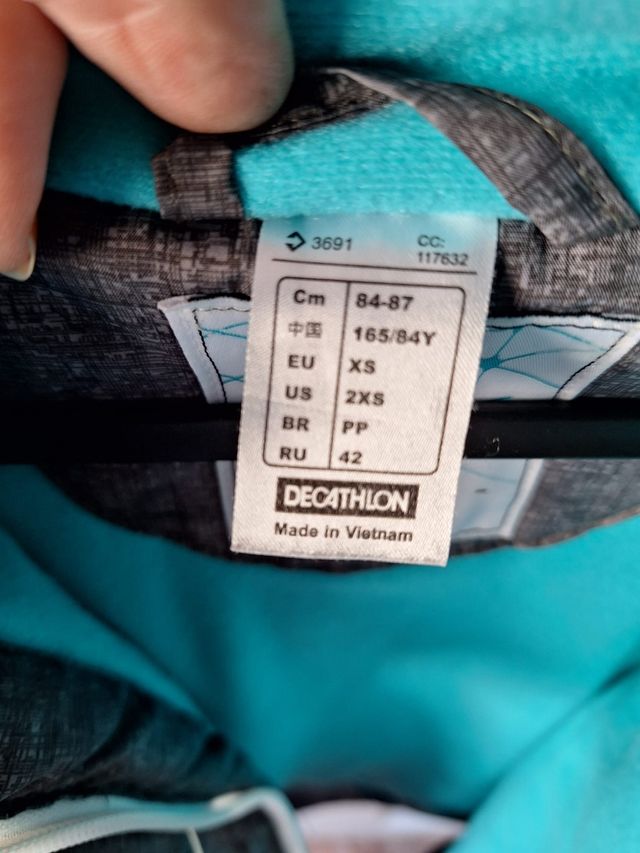 3691 CC: 117632
Cm 84-87
中国 165/84Y
EU XS
US 2XS
BR PP
RU 42
DECATHLON
Made in Vietnam